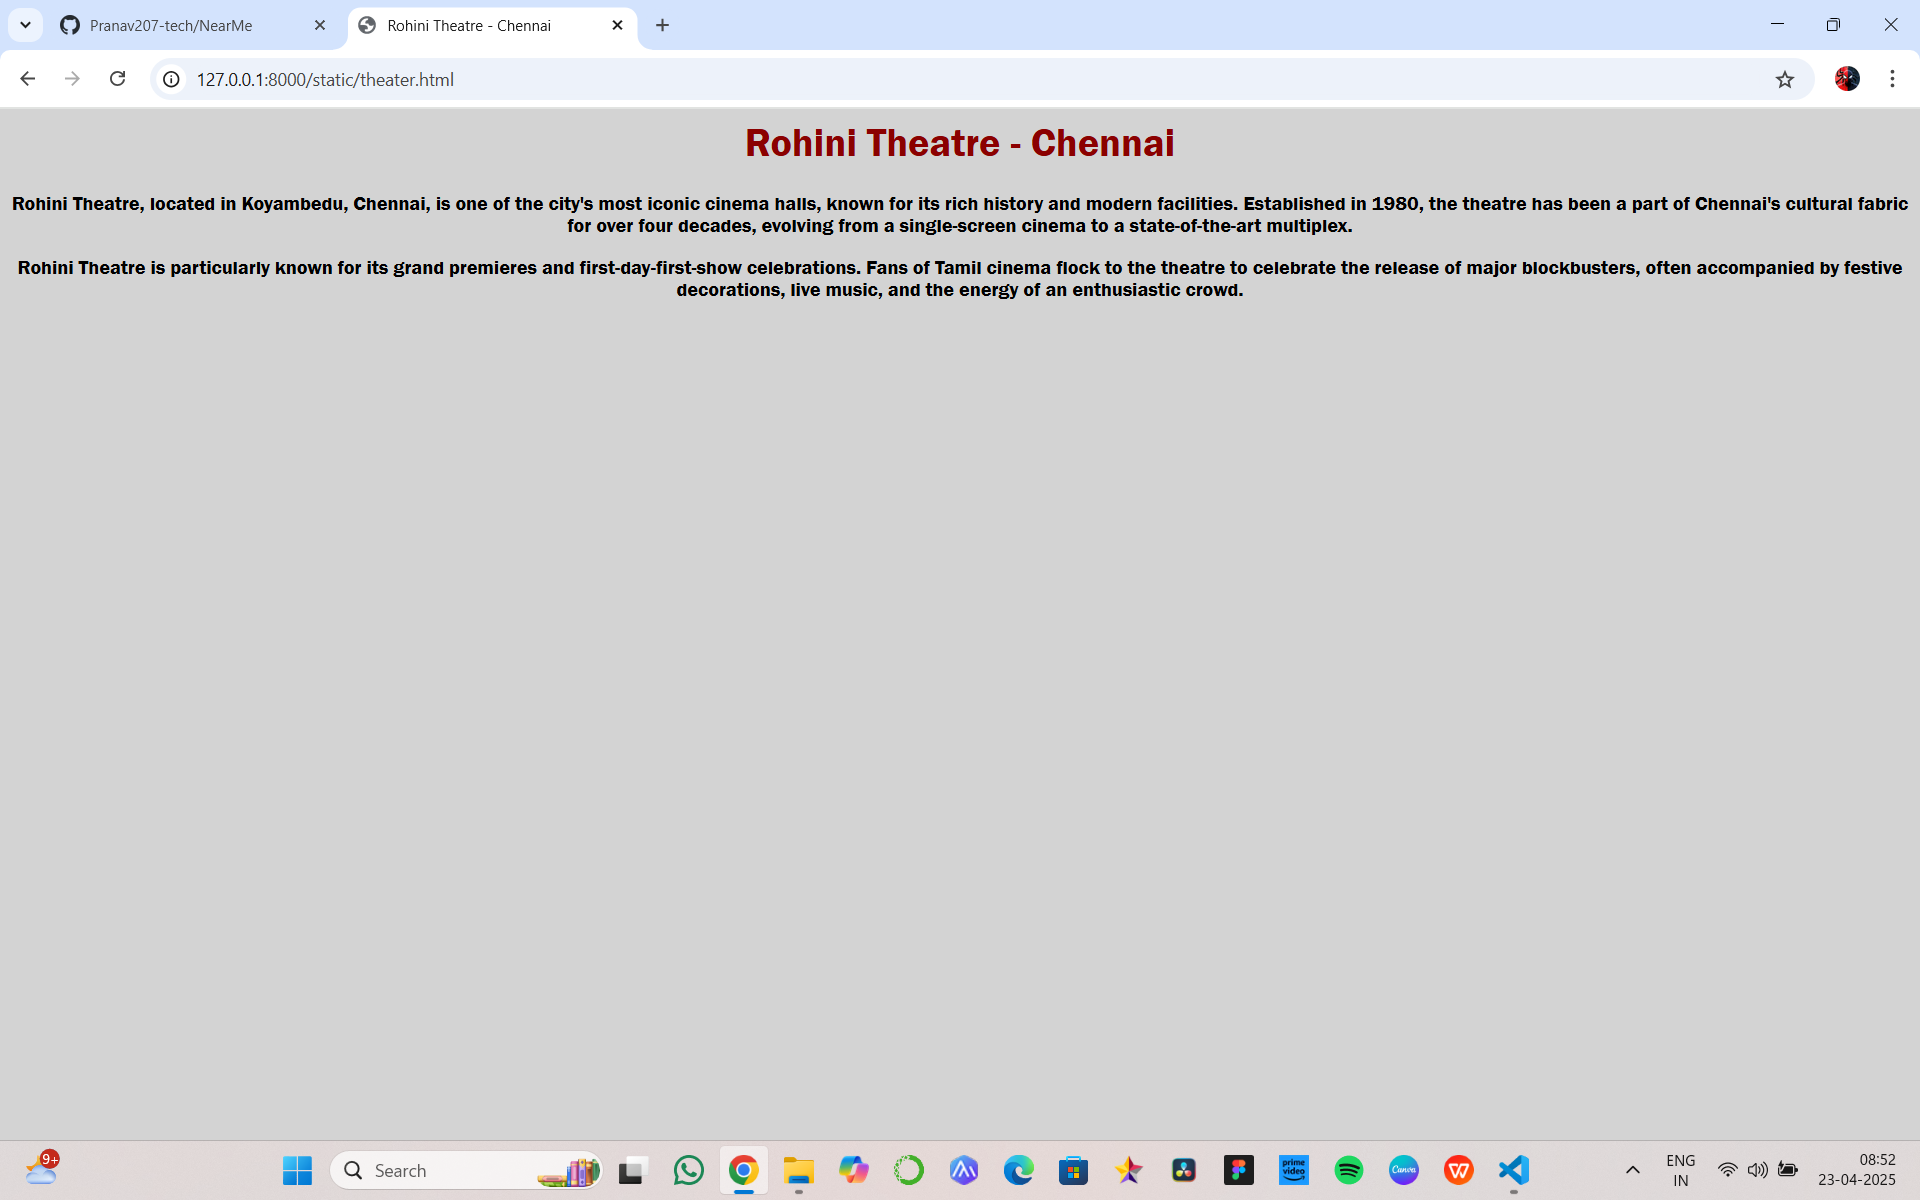 Pranav207-tech/NearMe
Rohini Theatre - Chennai
127.0.0.1:8000/static/theater.html
Rohini Theatre - Chennai
Rohini Theatre, located in Koyambedu, Chennai, is one of the city's most iconic cinema halls, known for its rich history and modern facilities. Established in 1980, the theatre has been a part of Chennai's cultural fabric
for over four decades, evolving from a single-screen cinema to a state-of-the-art multiplex.
Rohini Theatre is particularly known for its grand premieres and first-day-first-show celebrations. Fans of Tamil cinema flock to the theatre to celebrate the release of major blockbusters, often accompanied by festive
decorations, live music, and the energy of an enthusiastic crowd.
9+
Search
prime
video
Canva
ENG
IN
08:52
23-04-2025